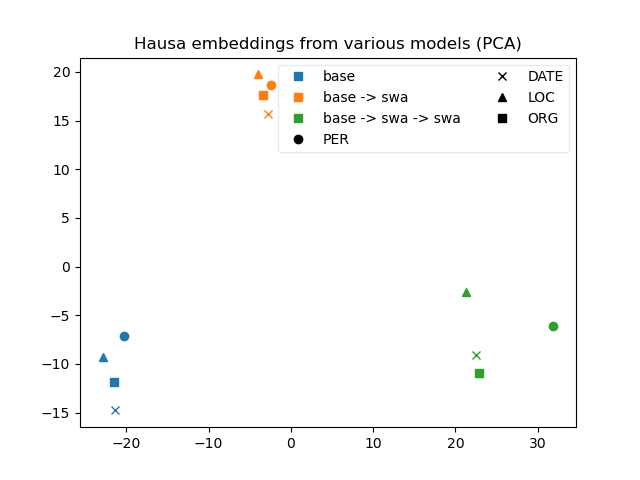 Hausa embeddings from various models (PCA)
base
base -> swa
base -> swa -> swa
PER
DATE
LOC
ORG
20
15
10
5
0
−5
−10
−15
−20
−10
0
10
20
30